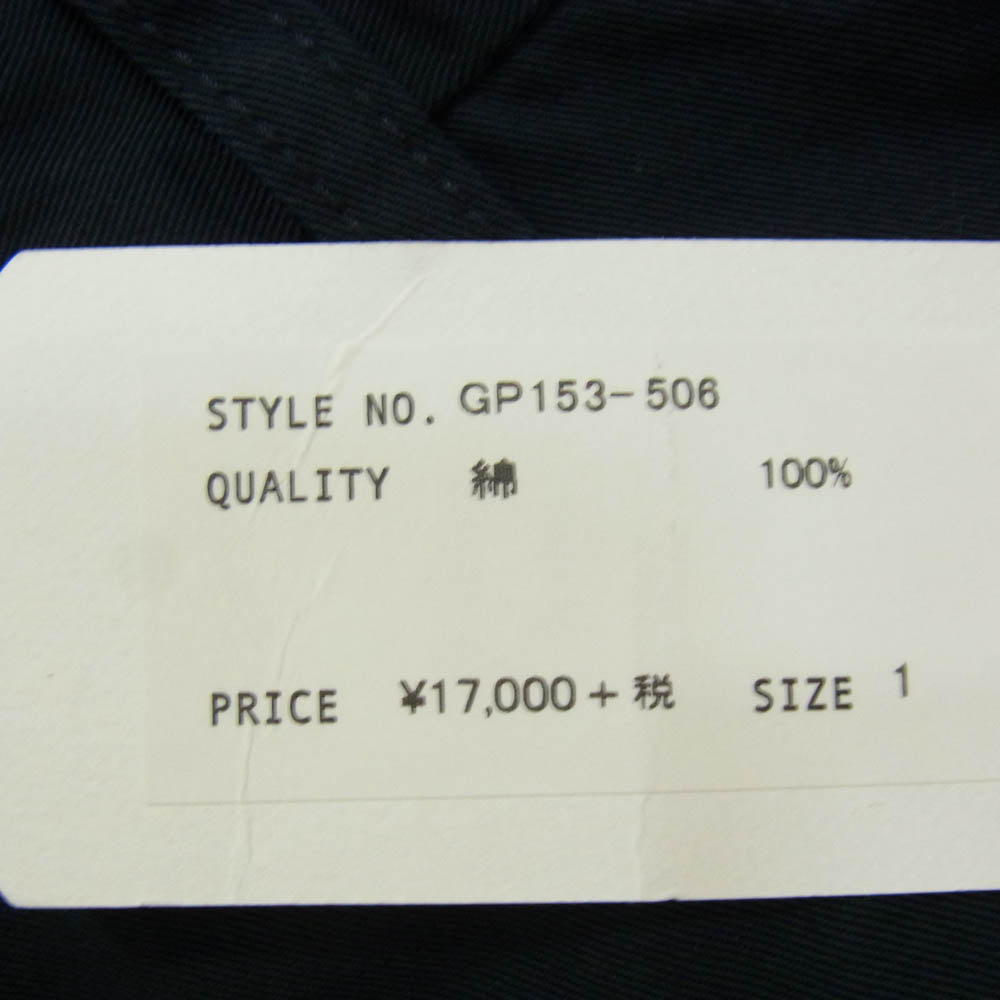 STYLE NO. GP153-506
QUALITY 綿 100%
PRICE ¥17,000+税 SIZE 1